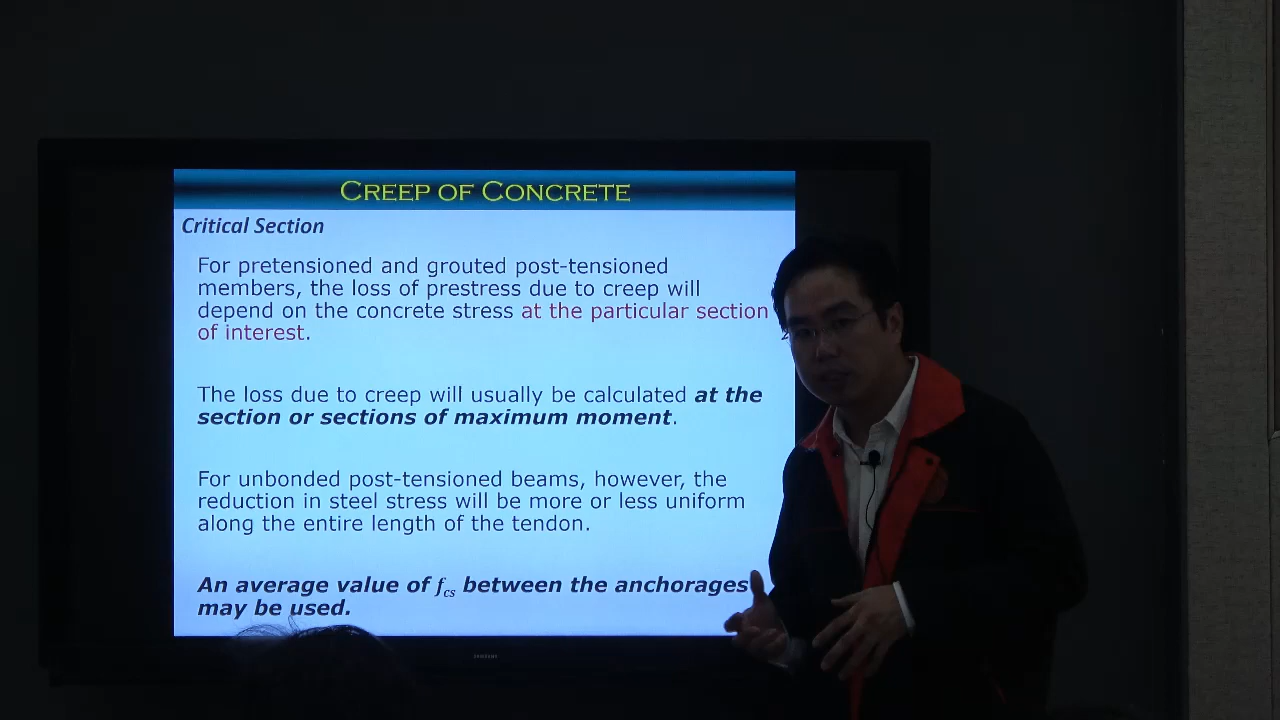 CREEP OF CONCRETE
Critical Section
For pretensioned and grouted post-tensioned
members, the loss of prestress due to creep will
depend on the concrete stress at the particular section
of interest.
The loss due to creep will usually be calculated at the
section or sections of maximum moment.
For unbonded post-tensioned beams, however, the
reduction in steel stress will be more or less uniform
along the entire length of the tendon.
An average value of fcs between the anchorages
may be used.
SAMSUNG